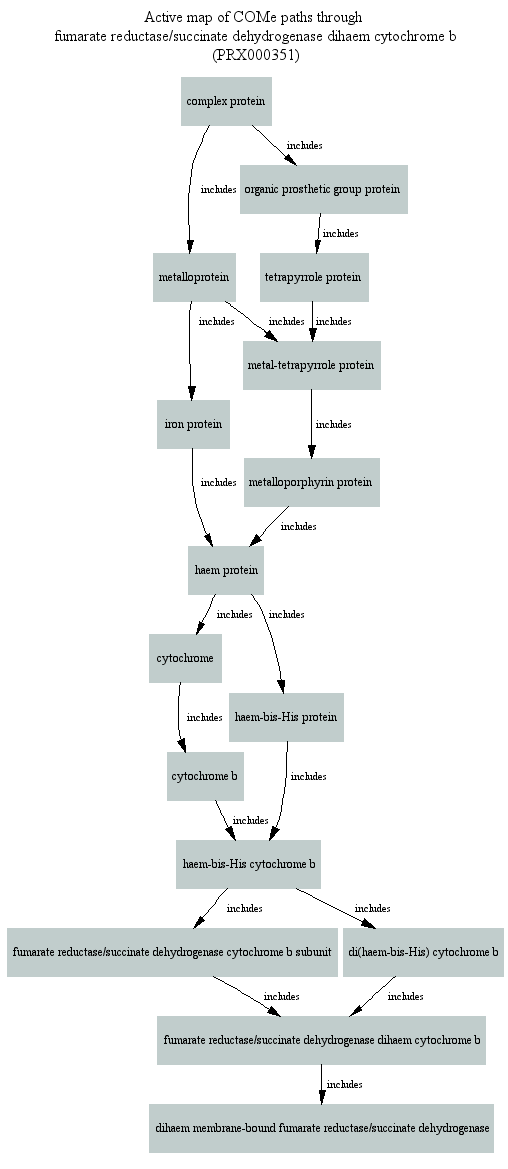 Active map of COMe paths through
fumarate reductase/succinate dehydrogenase dihaem cytochrome b
(PRX000351)
complex protein
includes
organic prosthetic group protein
includes
includes
metalloprotein
tetrapyrrole protein
includes
includes
includes
metal-tetrapyrrole protein
iron protein
includes
metalloporphyrin protein
includes
includes
haem protein
includes
includes
cytochrome
haem-bis-His protein
includes
cytochrome b
includes
includes
haem-bis-His cytochrome b
includes
includes
fumarate reductase/succinate dehydrogenase cytochrome b subunit
di(haem-bis-His) cytochrome b
includes
includes
fumarate reductase/succinate dehydrogenase dihaem cytochrome b
includes
dihaem membrane-bound fumarate reductase/succinate dehydrogenase